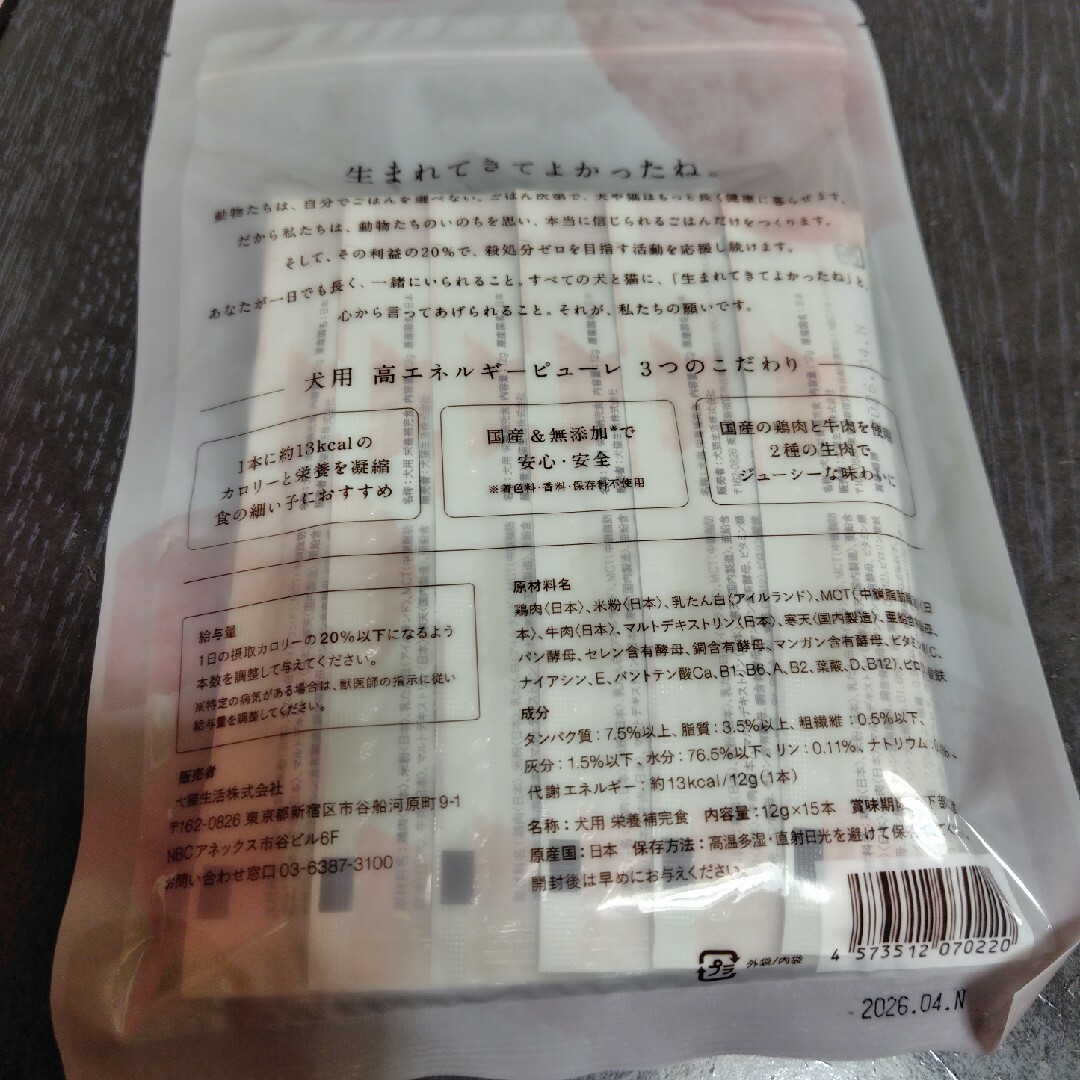 生まれてきてよかったね。
動物たちは、自分でごはんを選べない。ごはん次第で、犬や猫はもっと長く健康に暮らせます。
だから私たちは、動物たちのいのちを思い、本当に信じられるごはんだけをつくります。
そして、その利益の20%で、殺処分ゼロを目指す活動を応援し続けます。
あなたが一日でも長く、一緒にいられること。すべての犬と猫に、「生まれてきてよかったね」と、
心から言ってあげられること。それが、私たちの願いです。
犬用 高エネルギーピューレ 3つのこだわり
1本に約13kcalの
カロリーと栄養を凝縮
食の細い子におすすめ
国産&無添加※で
安心・安全
※着色料・香料・保存料不使用
国産の鶏肉と牛肉を使用
2種の生肉で
ジューシーな味わいに
給与量
1日の摂取カロリーの20%以下になるよう
本数を調整して与えてください。
※特定の病気がある場合は、獣医師の指示に従い
給与量を調整してください。
販売者
犬猫生活株式会社
〒162-0826 東京都新宿区市谷船河原町9-1
NBCアネックス市谷ビル6F
お問い合わせ窓口 03-6387-3100
原材料名
鶏肉〈日本〉、米粉〈日本〉、乳たん白〈アイルランド〉、MCT〈中鎖脂肪
本〉、牛肉〈日本〉、マルトデキストリン〈日本〉、寒天〈国内製造〉、亜鉛含有酵母、
パン酵母、セレン含有酵母、銅含有酵母、マンガン含有酵母、ビタミン
ナイアシン、E、パントテン酸Ca、B1、B6、A、B2、葉酸、D、B12)、ピロリン酸鉄
成分
タンパク質:7.5%以上、脂質:3.5%以上、粗繊維:0.5%以下、
灰分:1.5%以下、水分:76.5%以下、リン:0.11%、ナトリウム:
代謝エネルギー:約13kcal/12g(1本)
名称:犬用 栄養補完食 内容量:12g×15本 賞味期限:下部
原産国:日本 保存方法:高温多湿・直射日光を避けて保
開封後は早めにお与えください。
プラ 外袋/内袋
4 573512 070220
2026.04.N